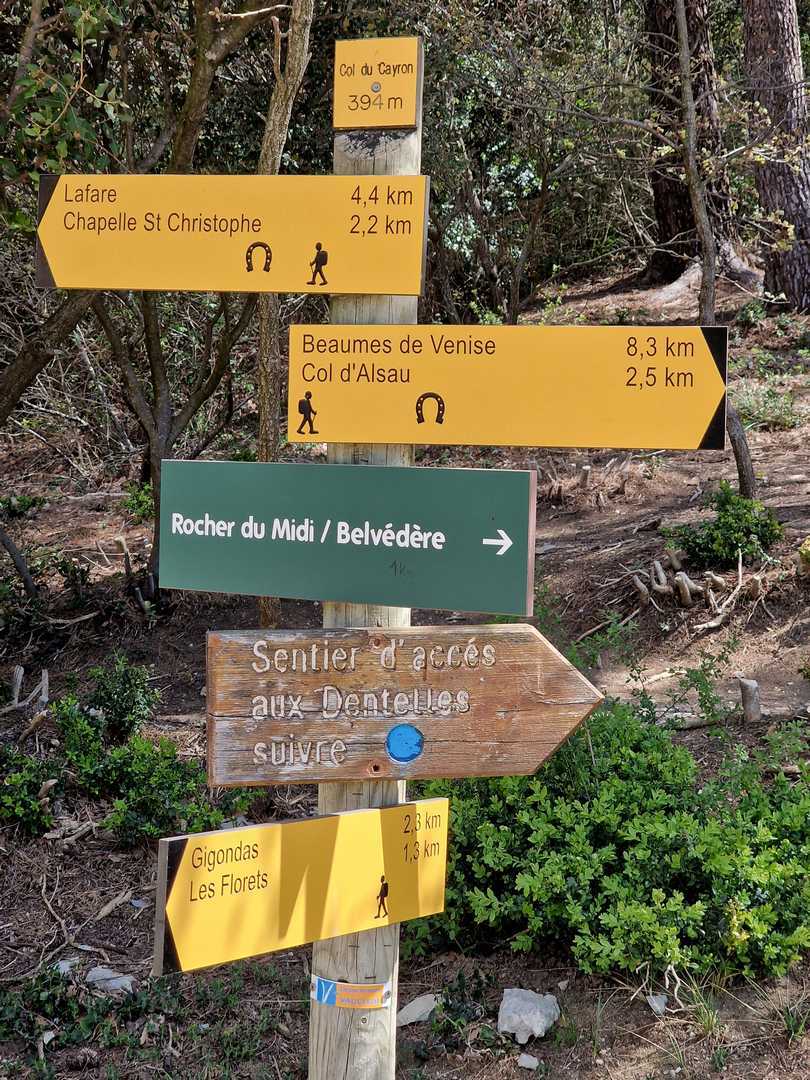 Col du Cayron
394 m
Lafare 4,4 km
Chapelle St Christophe 2,2 km
Beaumes de Venise 8,3 km
Col d'Alsau 2,5 km
Rocher du Midi / Belvédère →
1km
Sentier d'accés
aux Dentelles
suivre
Gigondas 2,3 km
Les Florets 1,3 km